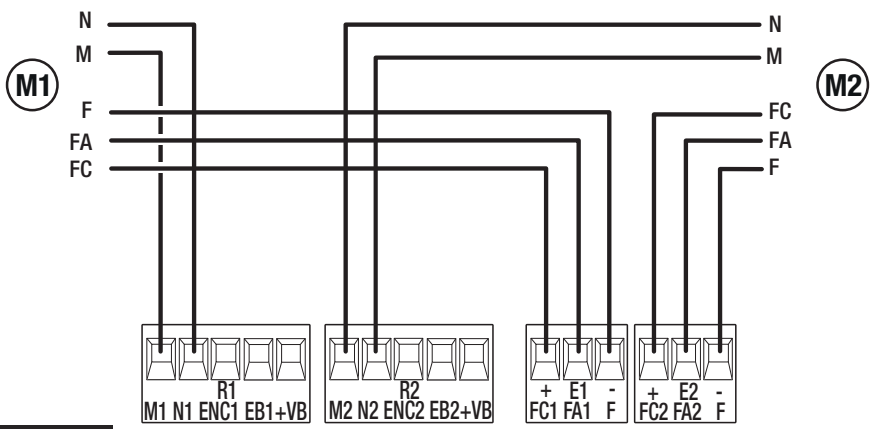 N N
M M
M1 M2
F FC
FA FA
FC F
R1 R2 + E1 - + E2 -
M1 N1 ENC1 EB1+VB M2 N2 ENC2 EB2+VB FC1 FA1 F FC2 FA2 F